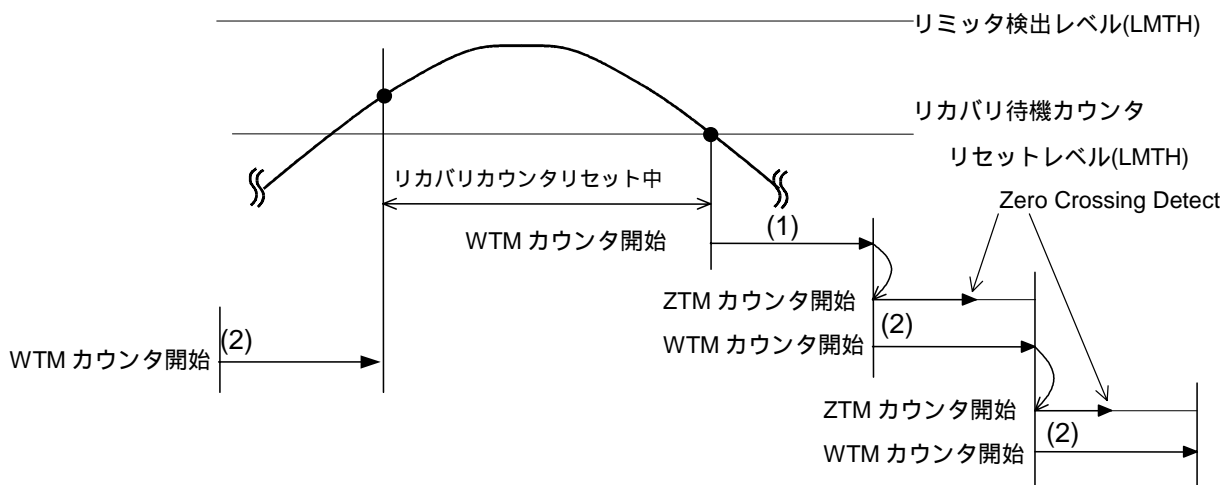 リミッタ検出レベル(LMTH)
リカバリ待機カウンタ
リセットレベル(LMTH)
リカバリカウンタリセット中
Zero Crossing Detect
WTM カウンタ開始
(1)
ZTM カウンタ開始
(2)
WTM カウンタ開始
(2)
WTM カウンタ開始
ZTM カウンタ開始
(2)
WTM カウンタ開始